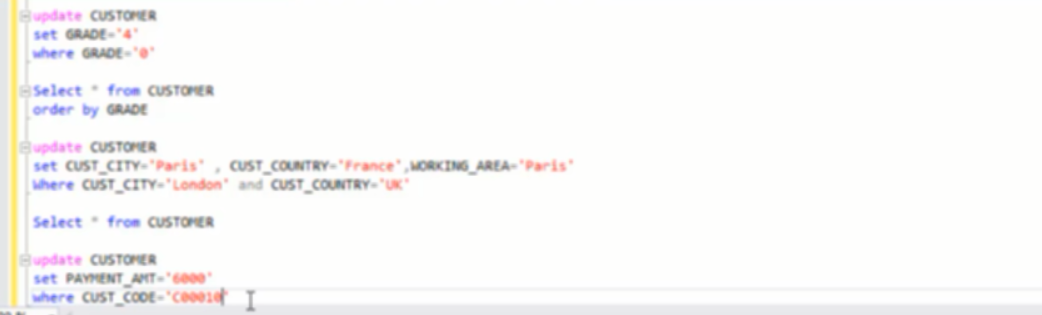 update CUSTOMER
set GRADE='4'
where GRADE='0'
Select * from CUSTOMER
order by GRADE
update CUSTOMER
set CUST_CITY='Paris' , CUST_COUNTRY='France',WORKING_AREA='Paris'
Where CUST_CITY='London' and CUST_COUNTRY='UK'
Select * from CUSTOMER
update CUSTOMER
set PAYMENT_AMT='6000'
where CUST_CODE='C00010'